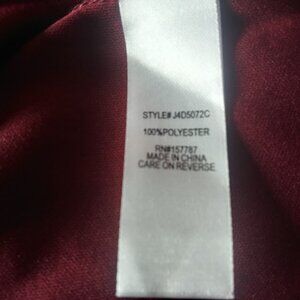 STYLE# J4D5072C
100%POLYESTER
RN#157787
MADE IN CHINA
CARE ON REVERSE